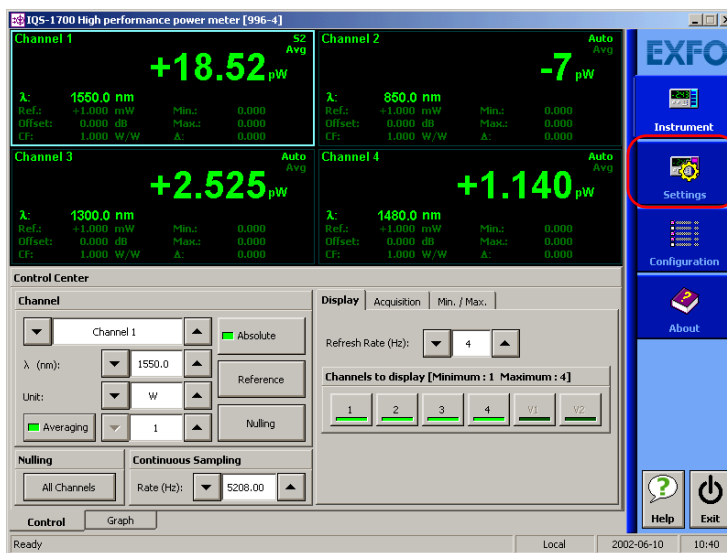 IQS-1700 High performance power meter [996-4]
Channel 1
S2
Avg
+18.52 pW
λ: 1550.0 nm
Ref.: +1.000 mW Min.: 0.000
Offset: 0.000 dB Max.: 0.000
CF: 1.000 W/W Δ: 0.000
Channel 2
Auto
Avg
-7 pW
λ: 850.0 nm
Ref.: +1.000 mW Min.: 0.000
Offset: 0.000 dB Max.: 0.000
CF: 1.000 W/W Δ: 0.000
Channel 3
Auto
Avg
+2.525 pW
λ: 1300.0 nm
Ref.: +1.000 mW Min.: 0.000
Offset: 0.000 dB Max.: 0.000
CF: 1.000 W/W Δ: 0.000
Channel 4
Auto
Avg
+1.140 pW
λ: 1480.0 nm
Ref.: +1.000 mW Min.: 0.000
Offset: 0.000 dB Max.: 0.000
CF: 1.000 W/W Δ: 0.000
EXFO
Instrument
Settings
Configuration
About
Help Exit
Control Center
Channel
Channel 1
Absolute
λ (nm): 1550.0
Reference
Unit: W
Averaging 1
Nulling
Nulling
All Channels
Continuous Sampling
Rate (Hz): 5208.00
Display Acquisition Min. / Max.
Refresh Rate (Hz): 4
Channels to display [Minimum : 1 Maximum : 4]
1 2 3 4 V1 V2
Control Graph
Ready Local 2002-06-10 10:40